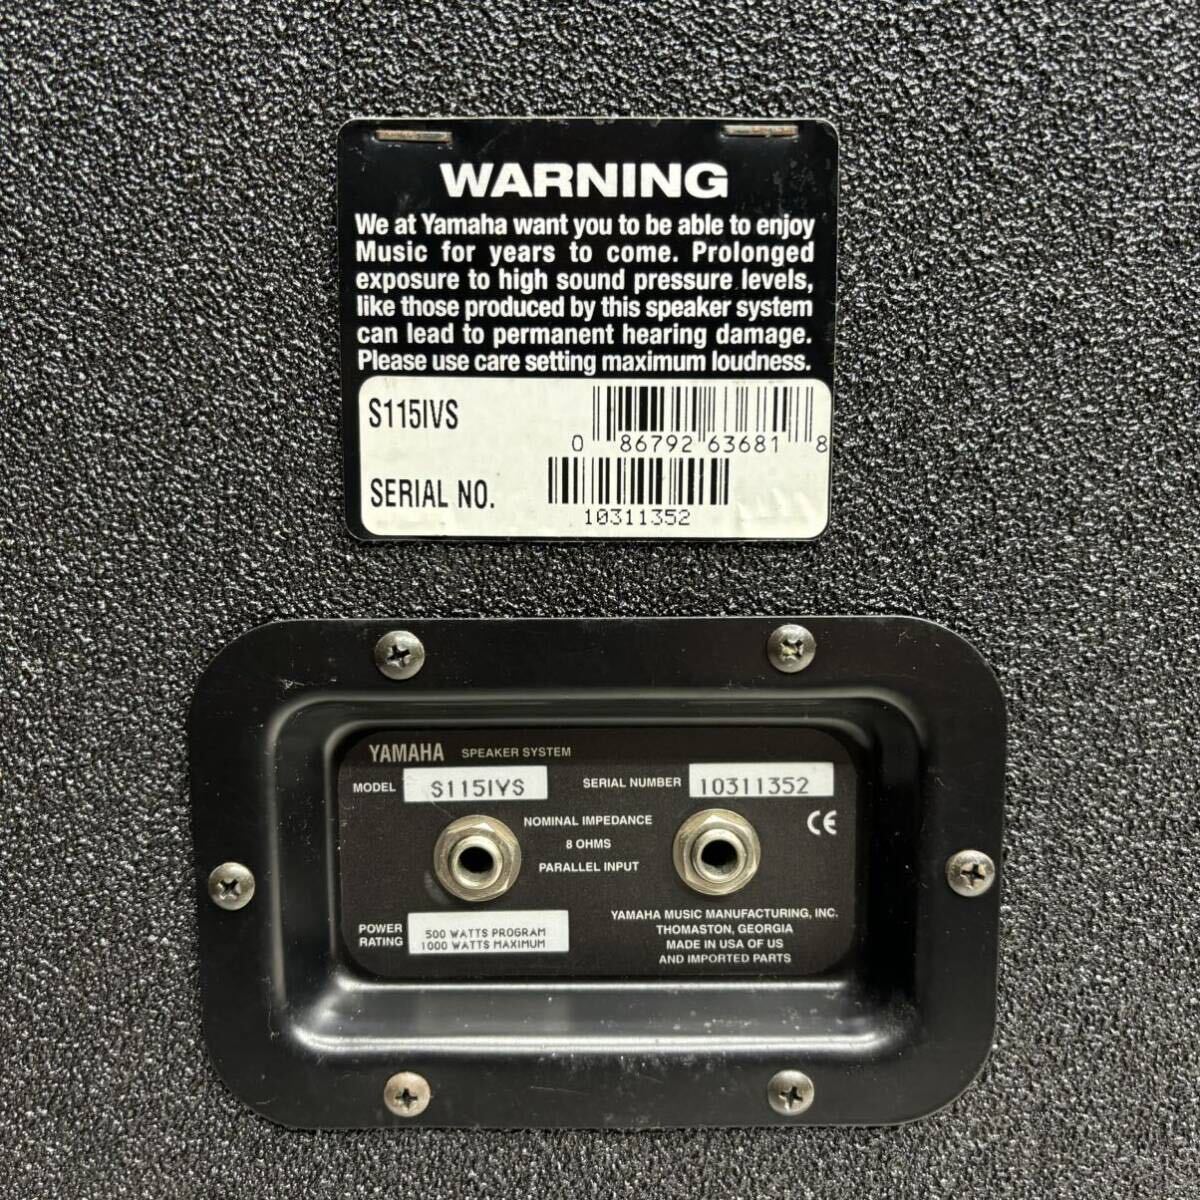 WARNING
We at Yamaha want you to be able to enjoy
Music for years to come. Prolonged
exposure to high sound pressure levels,
like those produced by this speaker system
can lead to permanent hearing damage.
Please use care setting maximum loudness.
S115IVS
0 86792 63681 8
SERIAL NO.
10311352
YAMAHA SPEAKER SYSTEM
MODEL S115IVS SERIAL NUMBER 10311352
NOMINAL IMPEDANCE
8 OHMS
PARALLEL INPUT
CE
POWER
RATING
500 WATTS PROGRAM
1000 WATTS MAXIMUM
YAMAHA MUSIC MANUFACTURING, INC.
THOMASTON, GEORGIA
MADE IN USA OF US
AND IMPORTED PARTS